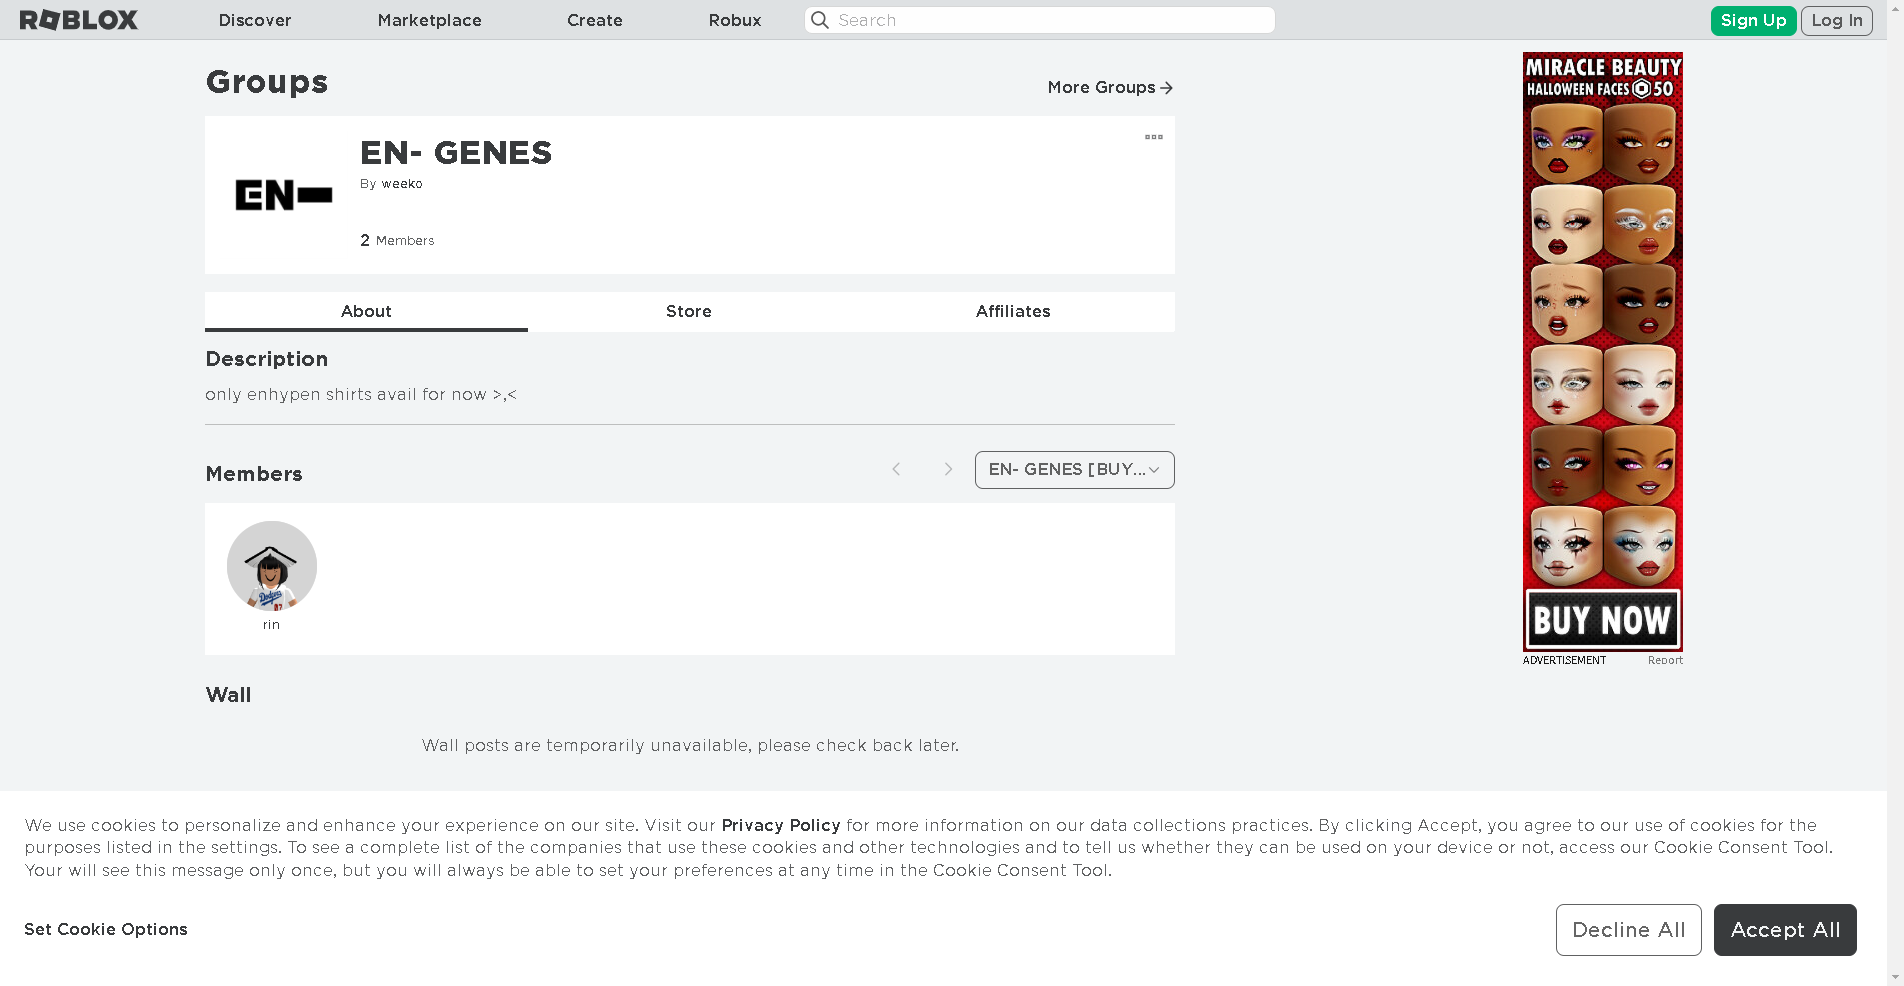 ROBLOX
Discover
Marketplace
Create
Robux
Search
Sign Up
Log In
Groups
More Groups
EN-
EN- GENES
By weeko
2 Members
About
Store
Affiliates
Description
only enhypen shirts avail for now >,<
Members
EN- GENES [BUY...
Dodgers
rin
Wall
Wall posts are temporarily unavailable, please check back later.
MIRACLE BEAUTY
HALLOWEEN FACES 50
BUY NOW
ADVERTISEMENT
Report
We use cookies to personalize and enhance your experience on our site. Visit our Privacy Policy for more information on our data collections practices. By clicking Accept, you agree to our use of cookies for the
purposes listed in the settings. To see a complete list of the companies that use these cookies and other technologies and to tell us whether they can be used on your device or not, access our Cookie Consent Tool.
Your will see this message only once, but you will always be able to set your preferences at any time in the Cookie Consent Tool.
Set Cookie Options
Decline All
Accept All